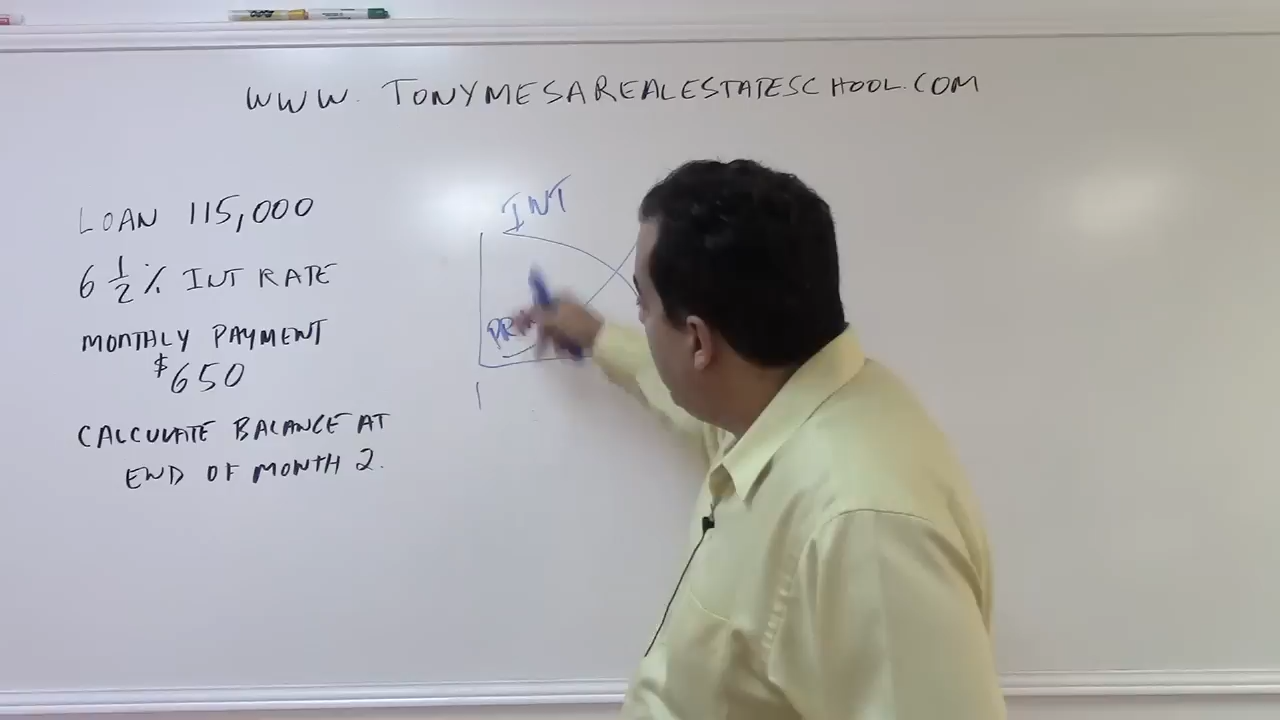 WWW. TONYMESAREALESTATESCHOOL.COM
LOAN 115,000
6 1/2 % INT RATE
MONTHLY PAYMENT
$650
CALCULATE BALANCE AT
END OF MONTH 2.
INT